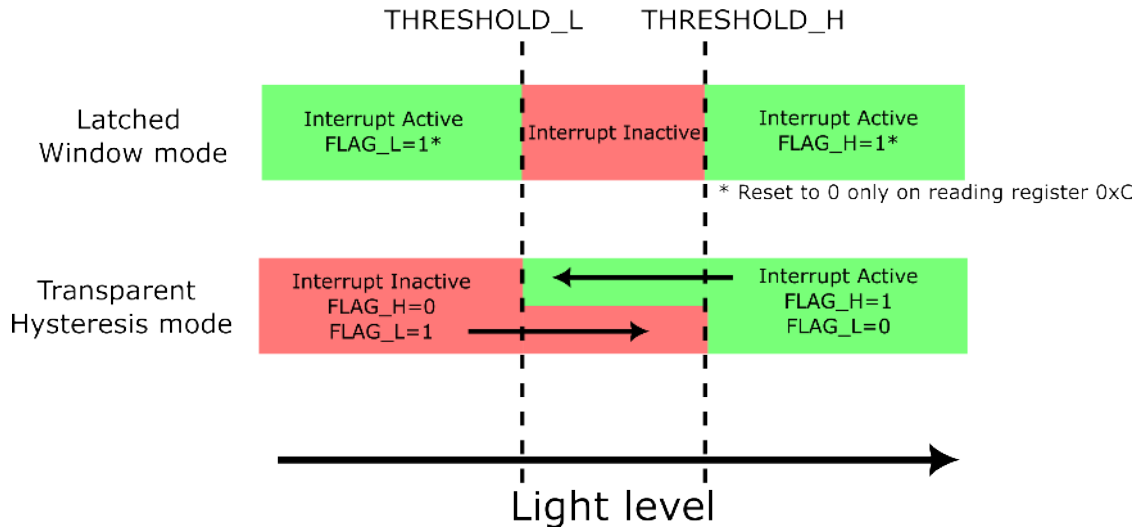 THRESHOLD_L THRESHOLD_H
Latched
Window mode
Interrupt Active
FLAG_L=1*
Interrupt Inactive
Interrupt Active
FLAG_H=1*
* Reset to 0 only on reading register 0xC
Transparent
Hysteresis mode
Interrupt Inactive
FLAG_H=0
FLAG_L=1
Interrupt Active
FLAG_H=1
FLAG_L=0
Light level